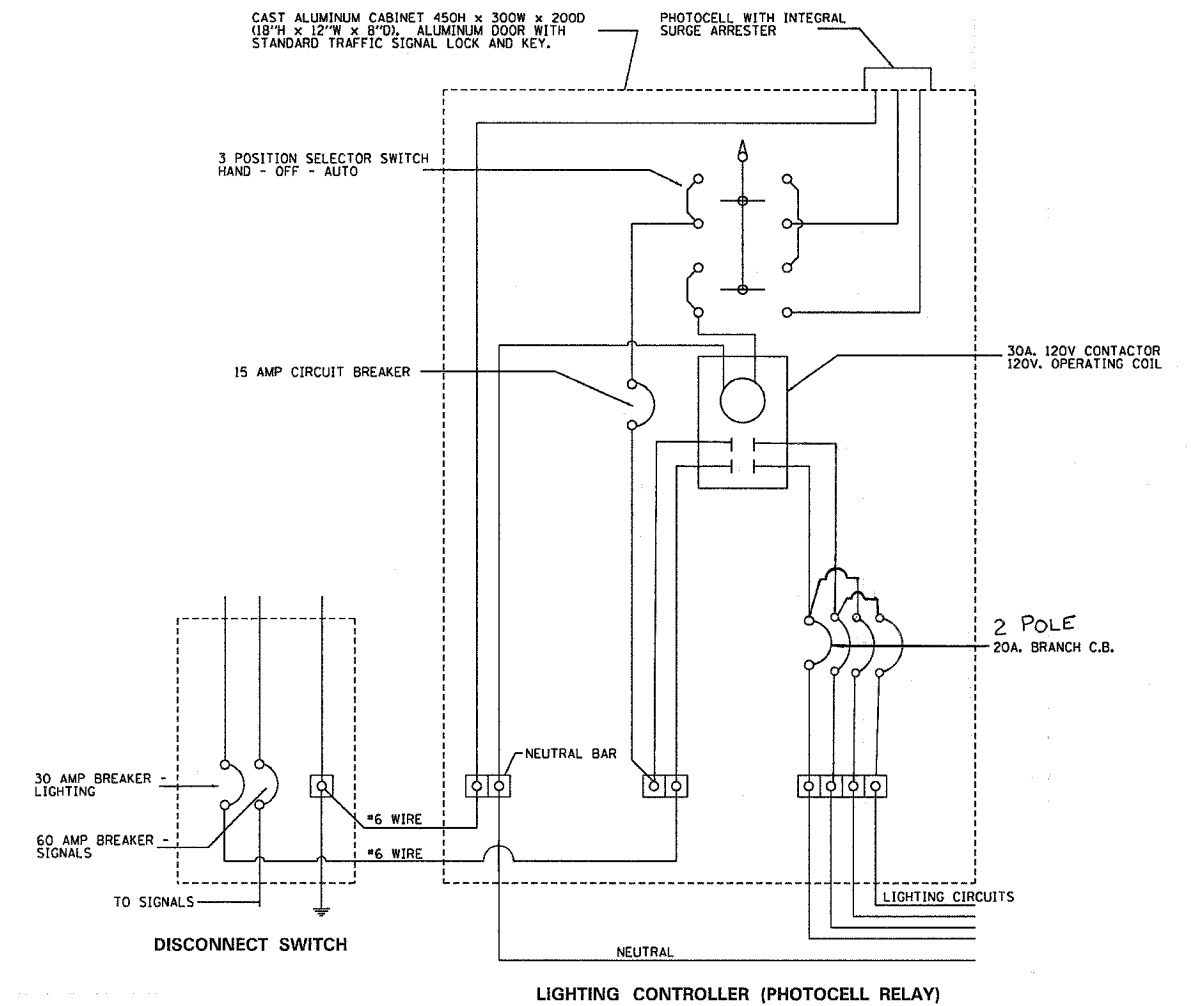 CAST ALUMINUM CABINET 450H x 300W x 200D
(18"H x 12"W x 8"D). ALUMINUM DOOR WITH
STANDARD TRAFFIC SIGNAL LOCK AND KEY.
PHOTOCELL WITH INTEGRAL
SURGE ARRESTER
3 POSITION SELECTOR SWITCH
HAND - OFF - AUTO
30A. 120V CONTACTOR
120V. OPERATING COIL
15 AMP CIRCUIT BREAKER
2 POLE
20A. BRANCH C.B.
NEUTRAL BAR
30 AMP BREAKER -
LIGHTING
#6 WIRE
60 AMP BREAKER -
SIGNALS
#6 WIRE
TO SIGNALS
LIGHTING CIRCUITS
DISCONNECT SWITCH
NEUTRAL
LIGHTING CONTROLLER (PHOTOCELL RELAY)